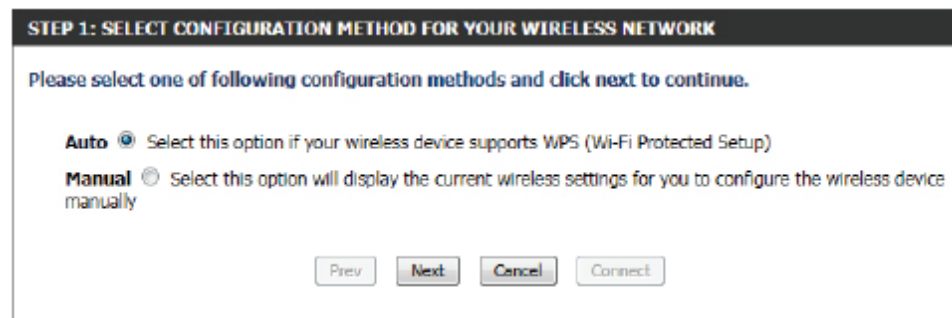 STEP 1: SELECT CONFIGURATION METHOD FOR YOUR WIRELESS NETWORK
Please select one of following configuration methods and click next to continue.
Auto Select this option if your wireless device supports WPS (Wi-Fi Protected Setup)
Manual Select this option will display the current wireless settings for you to configure the wireless device
manually
Prev Next Cancel Connect